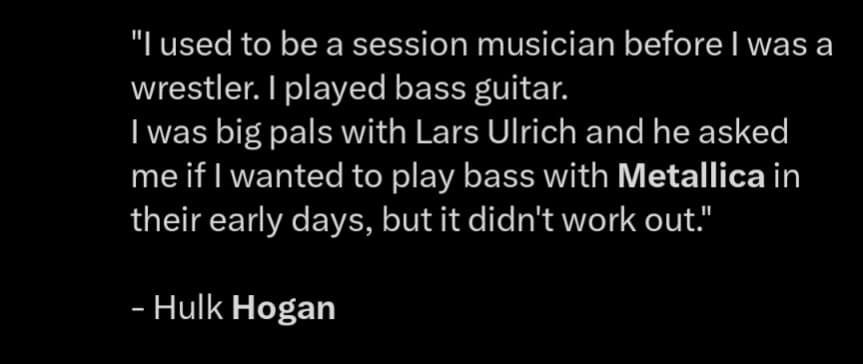 "I used to be a session musician before I was a
wrestler. I played bass guitar.
I was big pals with Lars Ulrich and he asked
me if I wanted to play bass with Metallica in
their early days, but it didn't work out."
- Hulk Hogan